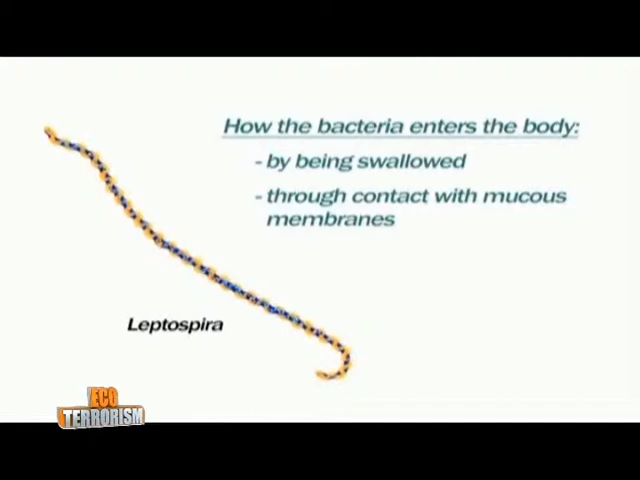 How the bacteria enters the body:
- by being swallowed
- through contact with mucous
membranes
Leptospira
ECO
TERRORISM